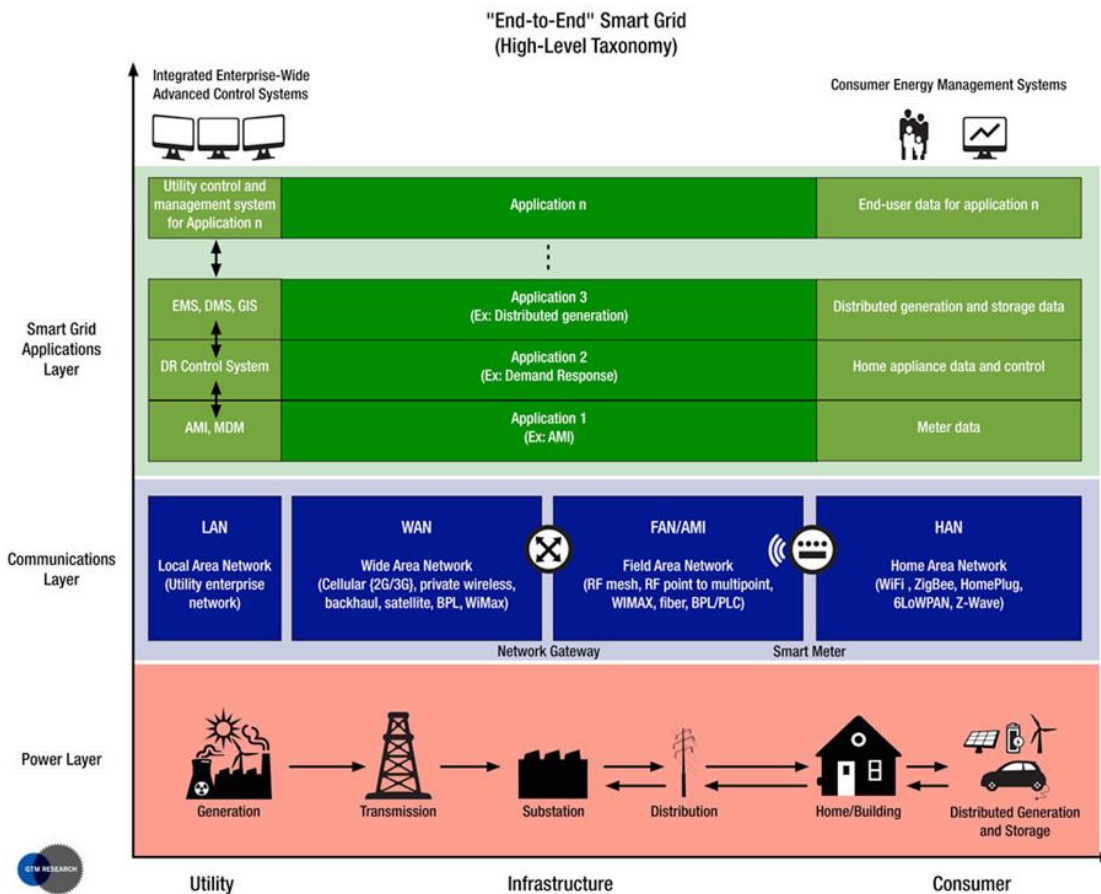 "End-to-End" Smart Grid
(High-Level Taxonomy)
Integrated Enterprise-Wide
Advanced Control Systems
Consumer Energy Management Systems
Utility control and
management system
for Application n
Application n
End-user data for application n
Smart Grid
Applications
Layer
EMS, DMS, GIS
Application 3
(Ex: Distributed generation)
Distributed generation and storage data
DR Control System
Application 2
(Ex: Demand Response)
Home appliance data and control
AMI, MDM
Application 1
(Ex: AMI)
Meter data
Communications
Layer
LAN
Local Area Network
(Utility enterprise
network)
WAN
Wide Area Network
(Cellular {2G/3G}, private wireless,
backhaul, satellite, BPL, WiMax)
FAN/AMI
Field Area Network
(RF mesh, RF point to multipoint,
WIMAX, fiber, BPL/PLC)
HAN
Home Area Network
(WiFi , ZigBee, HomePlug,
6LoWPAN, Z-Wave)
Network Gateway
Smart Meter
Power Layer
Generation
Transmission
Substation
Distribution
Home/Building
Distributed Generation
and Storage
GTM RESEARCH
Utility
Infrastructure
Consumer